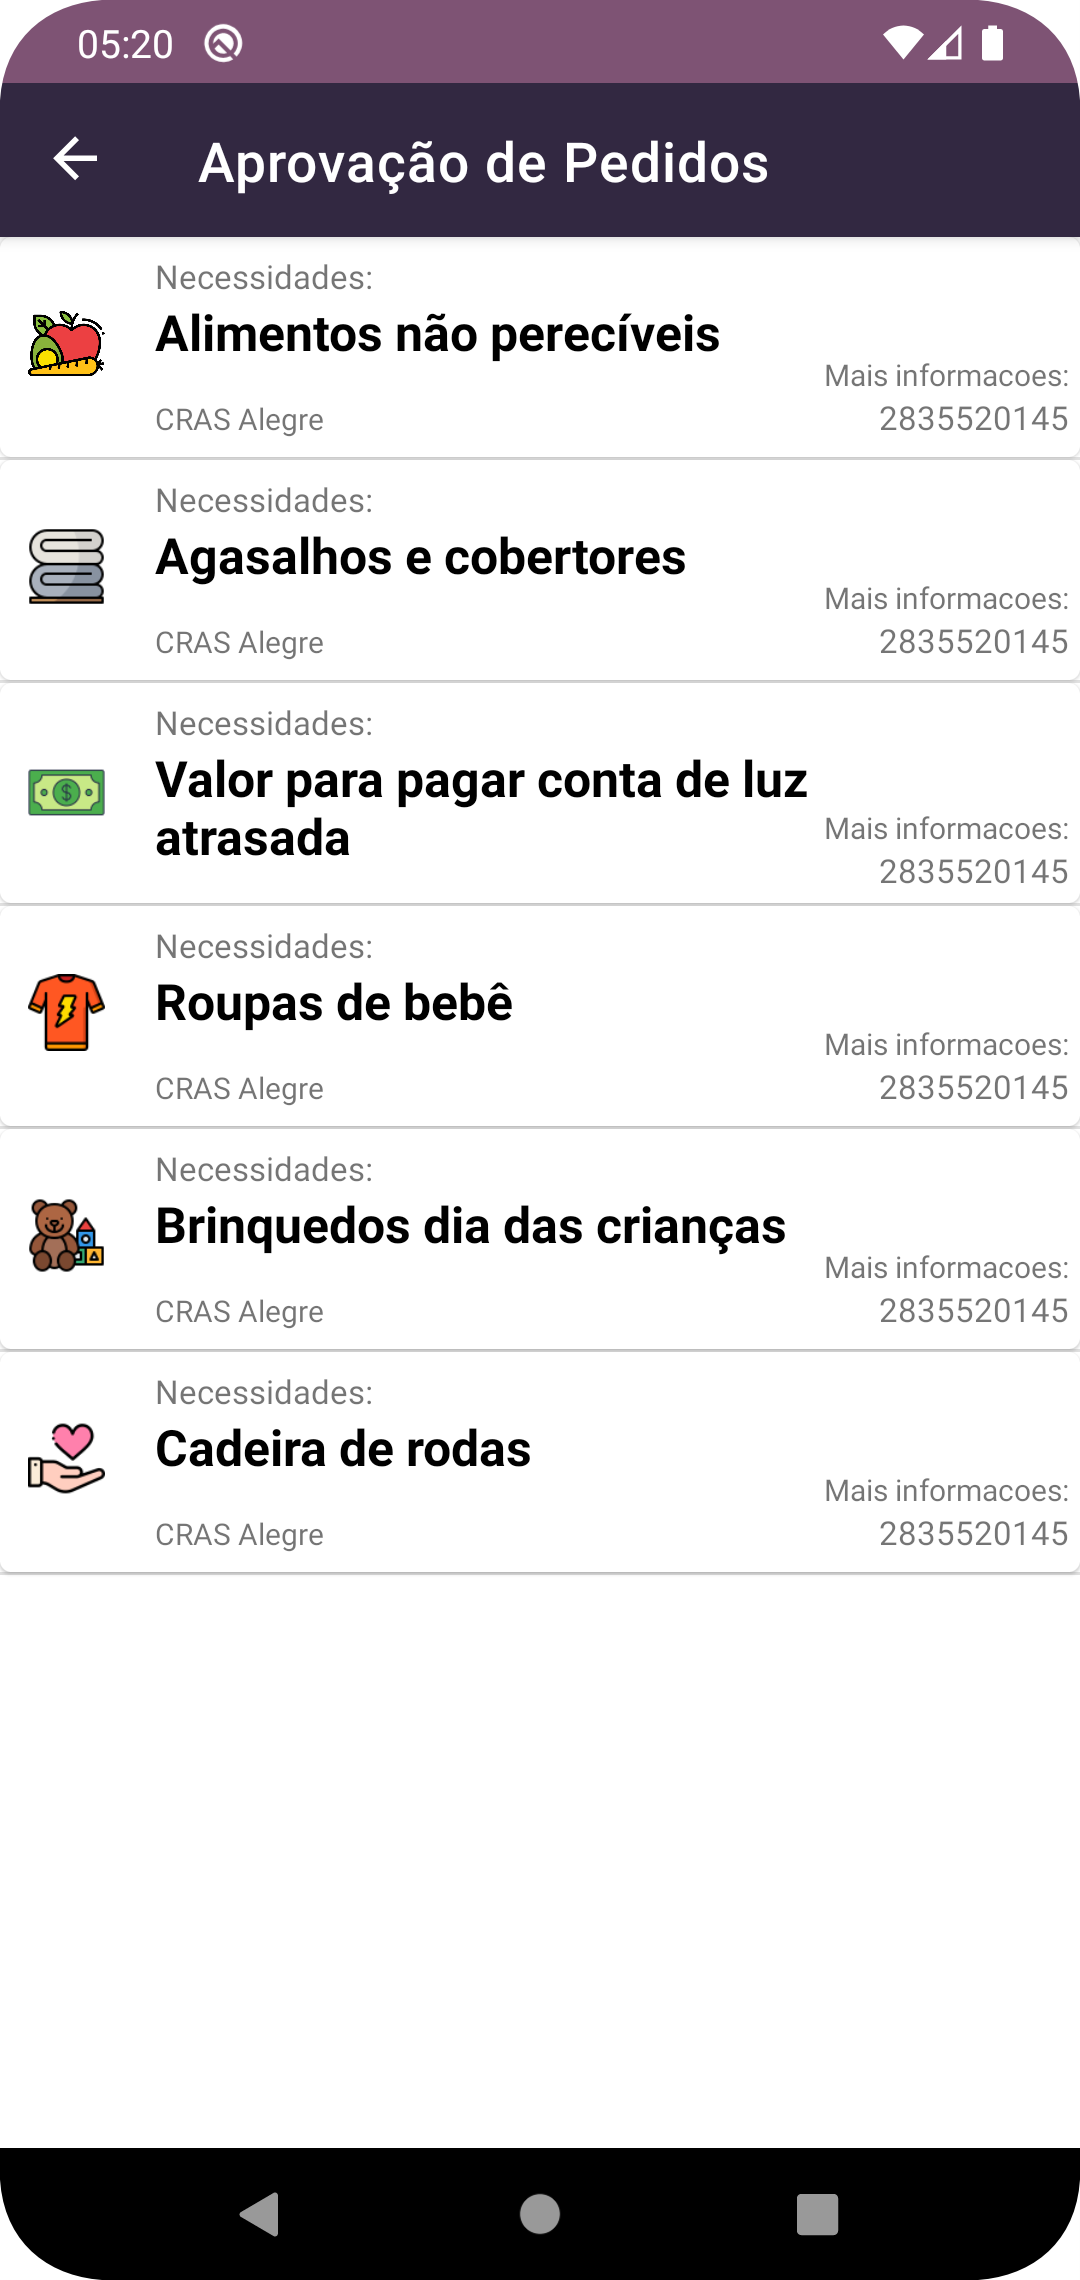 05:20
Aprovação de Pedidos
Necessidades:
Alimentos não perecíveis
Mais informacoes:
CRAS Alegre
2835520145
Necessidades:
Agasalhos e cobertores
Mais informacoes:
CRAS Alegre
2835520145
Necessidades:
Valor para pagar conta de luz
atrasada
Mais informacoes:
2835520145
Necessidades:
Roupas de bebê
Mais informacoes:
CRAS Alegre
2835520145
Necessidades:
Brinquedos dia das crianças
Mais informacoes:
CRAS Alegre
2835520145
Necessidades:
Cadeira de rodas
Mais informacoes:
CRAS Alegre
2835520145